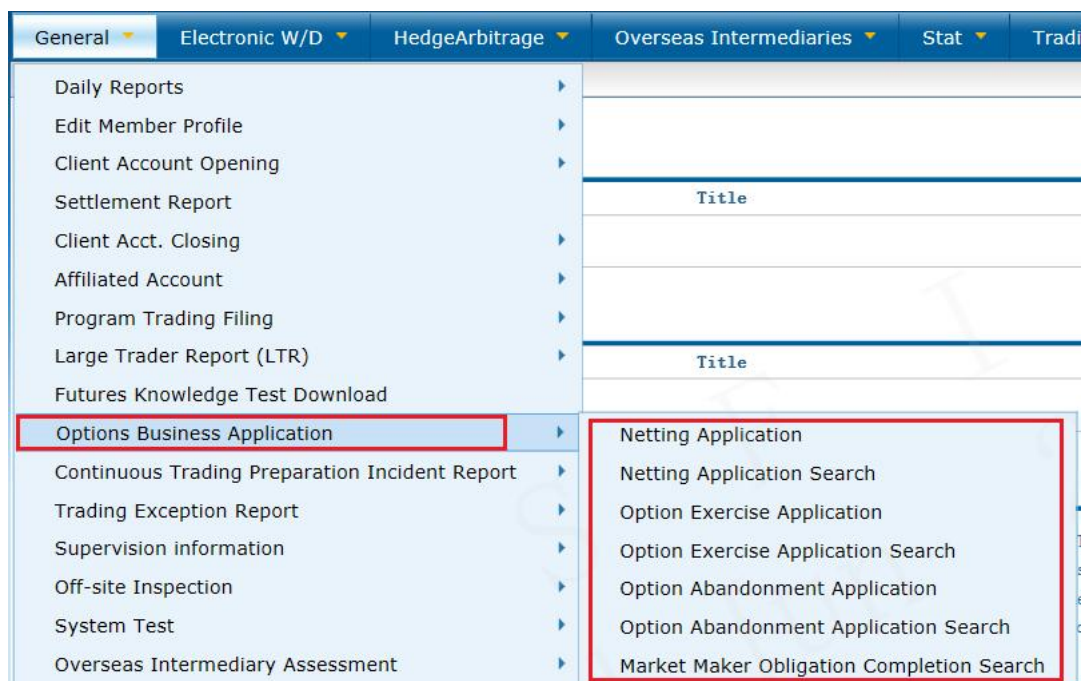 General Electronic W/D HedgeArbitrage Overseas Intermediaries Stat Tradi
Daily Reports
Edit Member Profile
Client Account Opening
Settlement Report
Title
Client Acct. Closing
Affiliated Account
Program Trading Filing
Large Trader Report (LTR)
Title
Futures Knowledge Test Download
Options Business Application
Continuous Trading Preparation Incident Report
Trading Exception Report
Supervision information
Off-site Inspection
System Test
Overseas Intermediary Assessment
Netting Application
Netting Application Search
Option Exercise Application
Option Exercise Application Search
Option Abandonment Application
Option Abandonment Application Search
Market Maker Obligation Completion Search